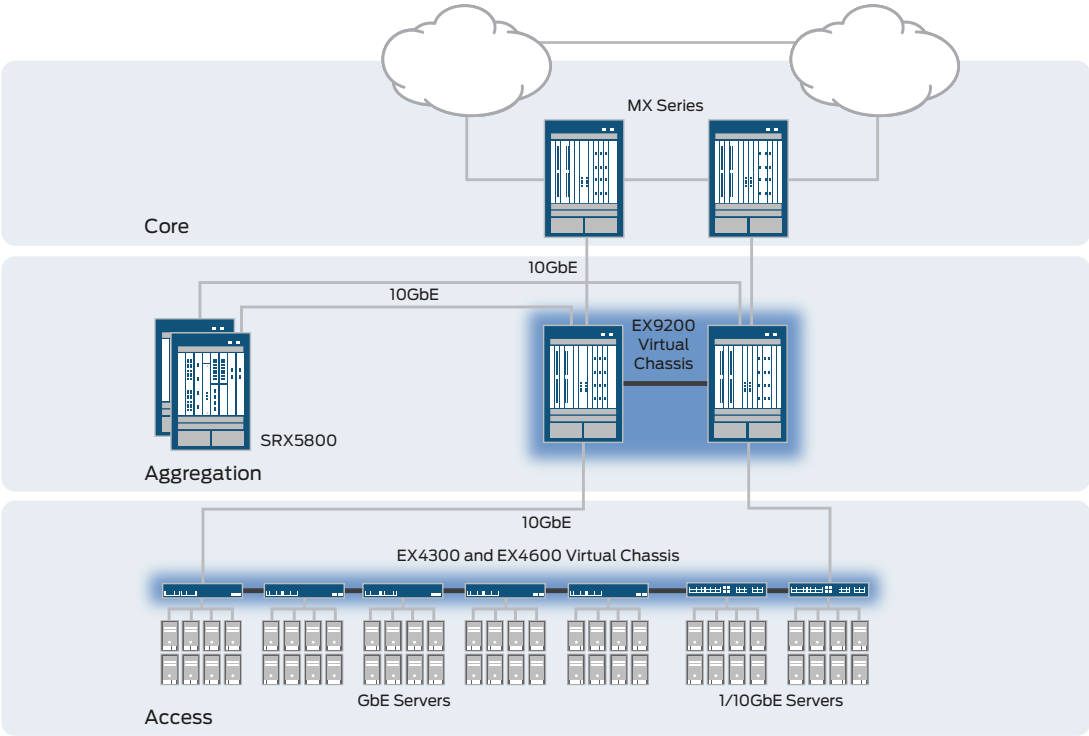 MX Series
Core
10GbE
10GbE
EX9200
Virtual
Chassis
SRX5800
Aggregation
10GbE
EX4300 and EX4600 Virtual Chassis
GbE Servers
1/10GbE Servers
Access